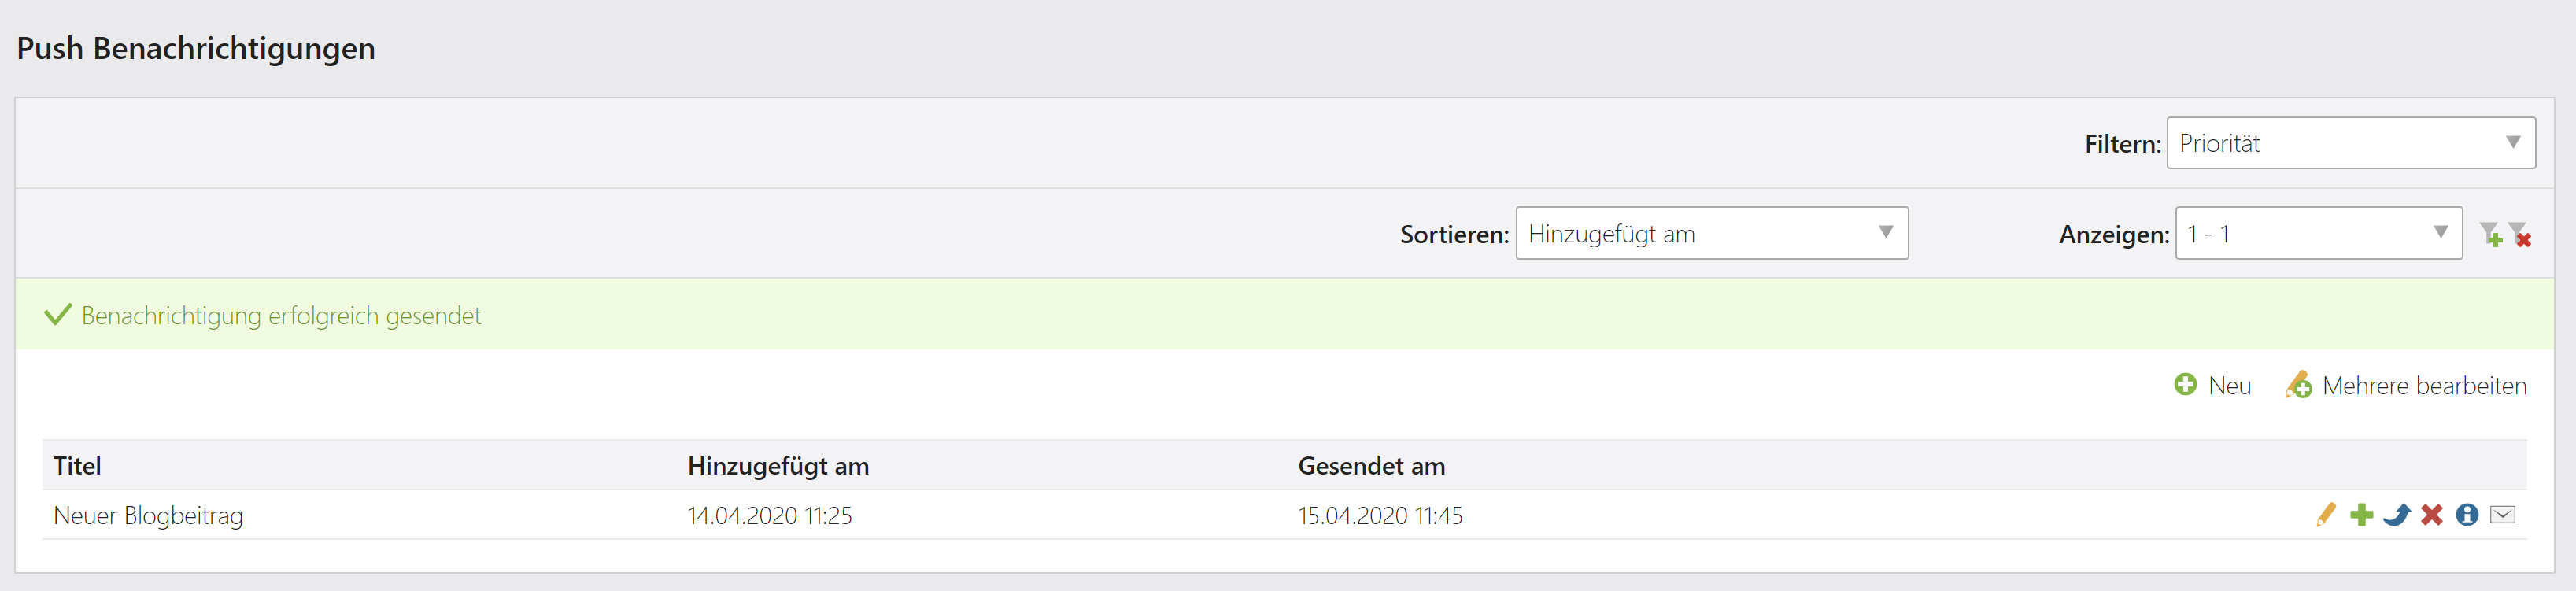 Push Benachrichtigungen
Filtern: Priorität
Sortieren: Hinzugefügt am Anzeigen: 1 - 1
Benachrichtigung erfolgreich gesendet
Neu Mehrere bearbeiten
Titel Hinzugefügt am Gesendet am
Neuer Blogbeitrag 14.04.2020 11:25 15.04.2020 11:45